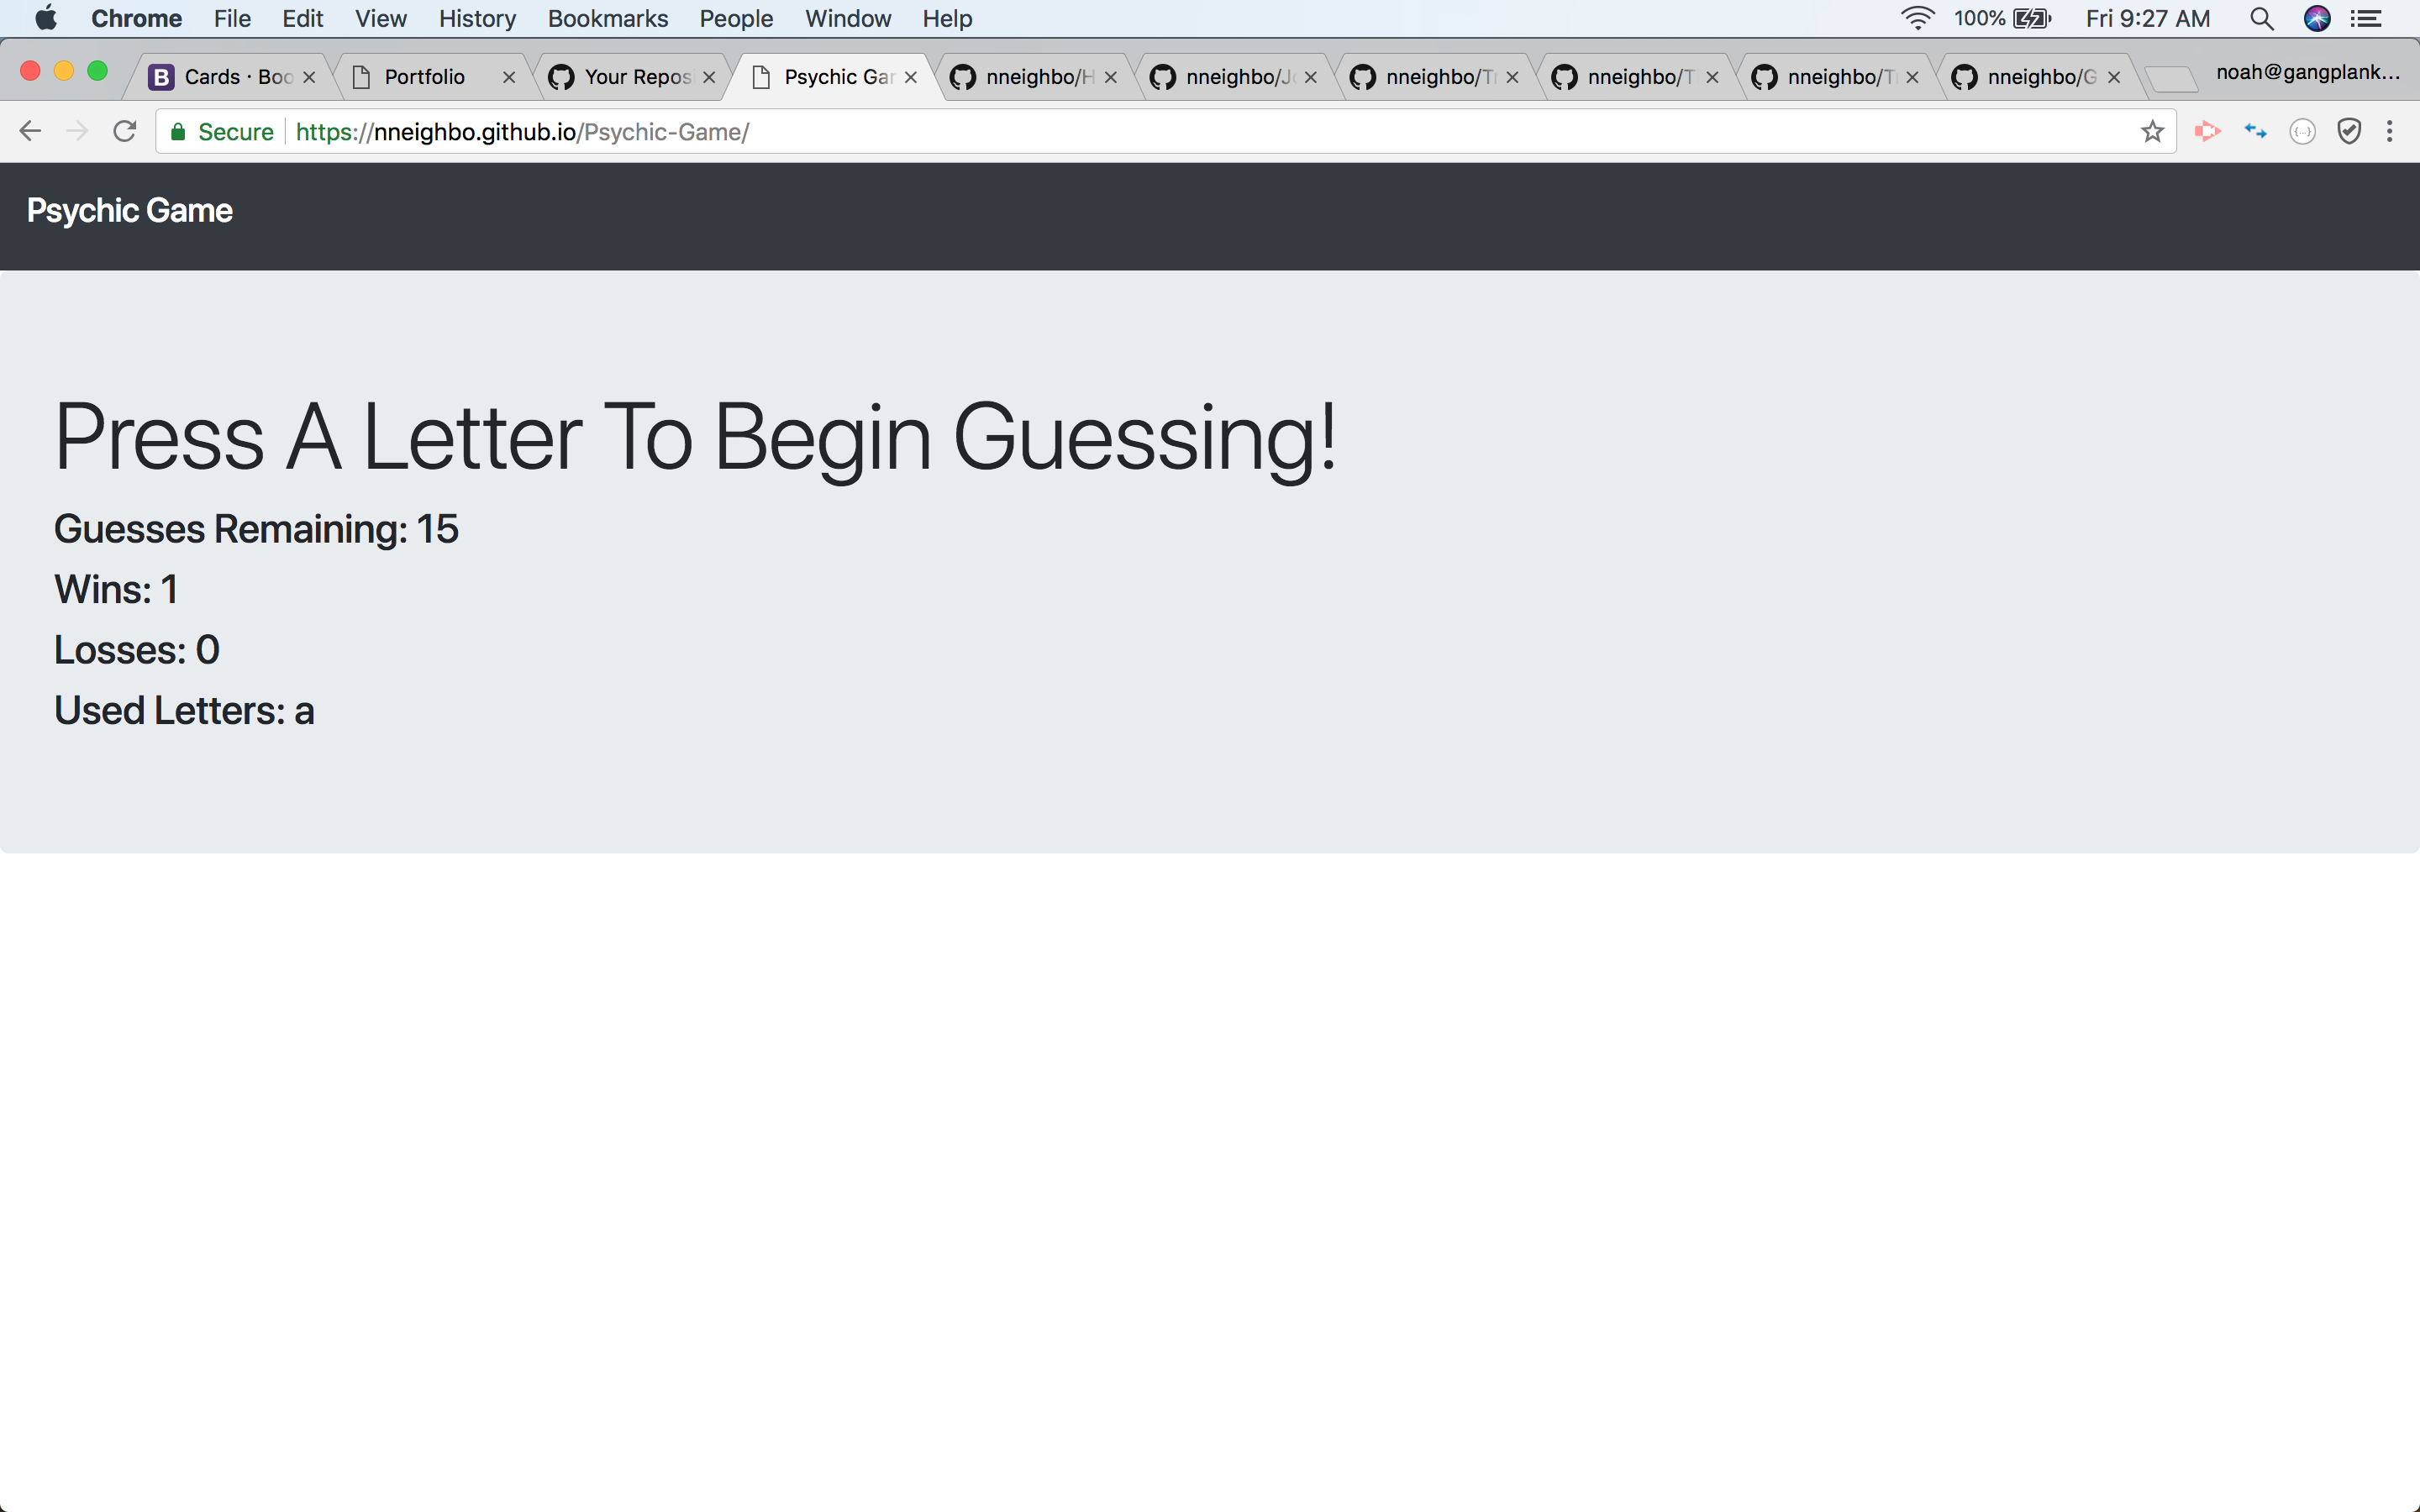 Chrome File Edit View History Bookmarks People Window Help 100% Fri 9:27 AM
Cards · Boo Portfolio Your Repos Psychic Gar nneighbo/H nneighbo/J nneighbo/Tr nneighbo/T nneighbo/T nneighbo/G noah@gangplank...
Secure https://nneighbo.github.io/Psychic-Game/
Psychic Game
Press A Letter To Begin Guessing!
Guesses Remaining: 15
Wins: 1
Losses: 0
Used Letters: a